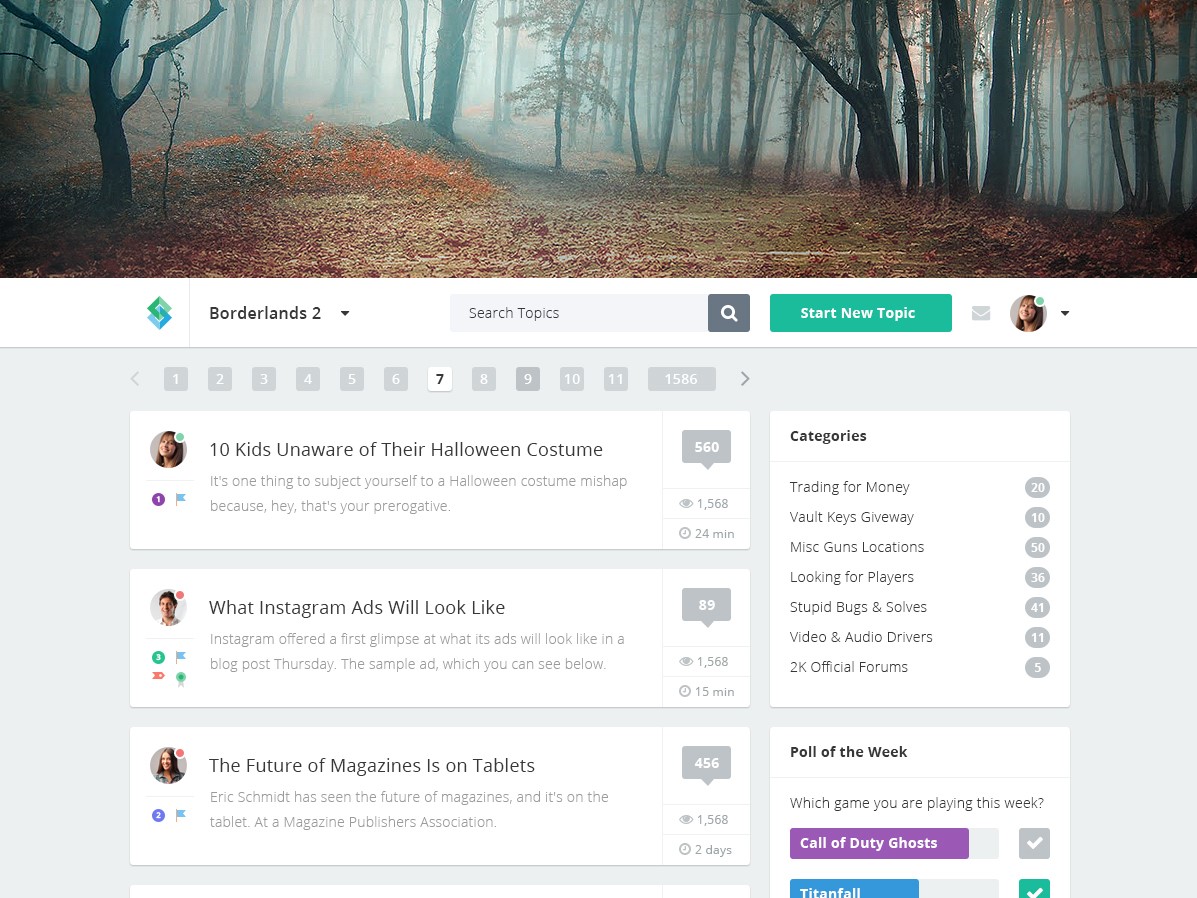 Borderlands 2
Search Topics
Start New Topic
1 2 3 4 5 6 7 8 9 10 11 1586
10 Kids Unaware of Their Halloween Costume
It's one thing to subject yourself to a Halloween costume mishap
because, hey, that's your prerogative.
1
560
1,568
24 min
What Instagram Ads Will Look Like
Instagram offered a first glimpse at what its ads will look like in a
blog post Thursday. The sample ad, which you can see below.
3
89
1,568
15 min
The Future of Magazines Is on Tablets
Eric Schmidt has seen the future of magazines, and it's on the
tablet. At a Magazine Publishers Association.
2
456
1,568
2 days
Categories
Trading for Money 20
Vault Keys Giveway 10
Misc Guns Locations 50
Looking for Players 36
Stupid Bugs & Solves 41
Video & Audio Drivers 11
2K Official Forums 5
Poll of the Week
Which game you are playing this week?
Call of Duty Ghosts
Titanfall